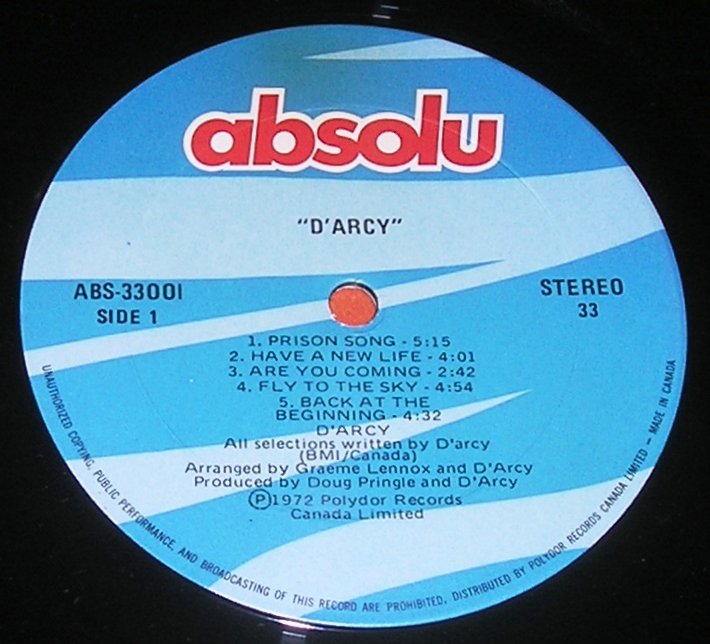 absolu
"D'ARCY"
ABS-33001
SIDE 1
STEREO
33
1. PRISON SONG - 5:15
2. HAVE A NEW LIFE - 4:01
3. ARE YOU COMING - 2:42
4. FLY TO THE SKY - 4:54
5. BACK AT THE
BEGINNING - 4:32
D'ARCY
All selections written by D'arcy
(BMI/Canada)
Arranged by Graeme Lennox and D'Arcy
Produced by Doug Pringle and D'Arcy
Ⓟ1972 Polydor Records
Canada Limited
UNAUTHORIZED COPYING, PUBLIC PERFORMANCE, AND BROADCASTING OF THIS RECORD ARE PROHIBITED. DISTRIBUTED BY POLYDOR RECORDS CANADA LIMITED — MADE IN CANADA